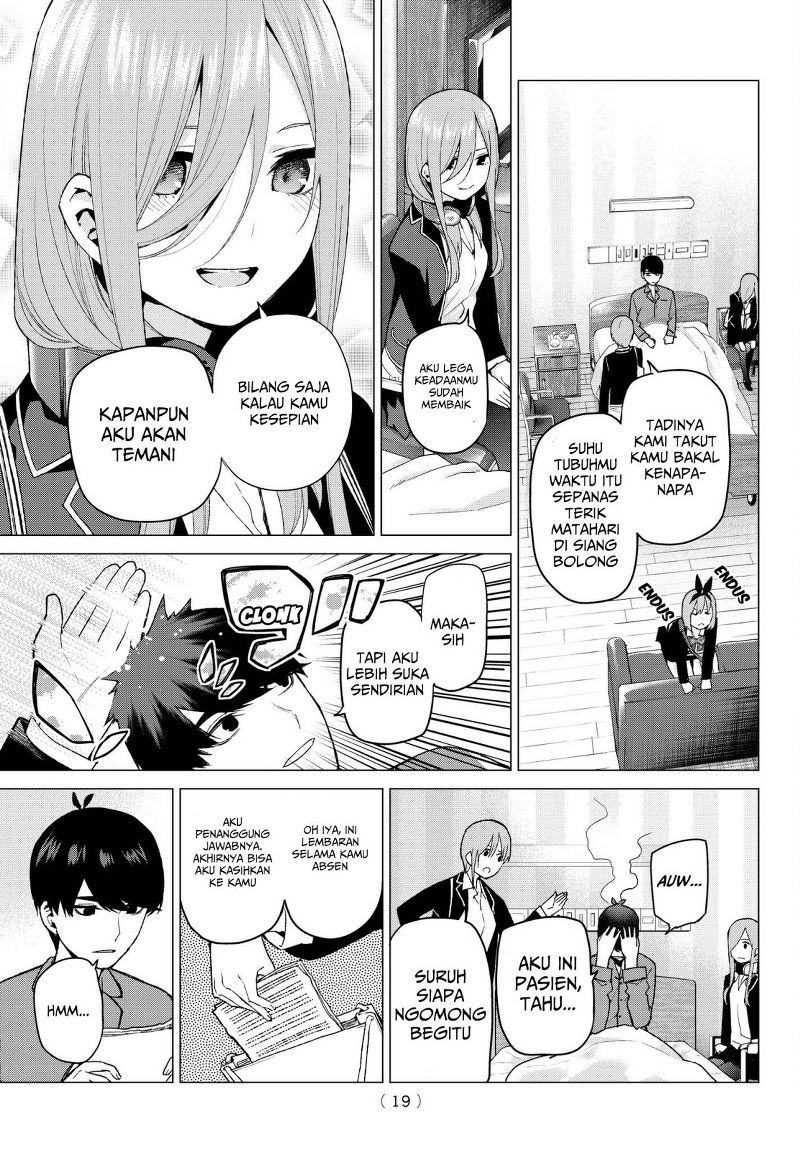 TADINYA
KAMI TAKUT
KAMU BAKAL
KENAPA-
NAPA
SUHU
TUBUHMU
WAKTU ITU
SEPANAS
TERIK
MATAHARI
DI SIANG
BOLONG
ENDUS
ENDUS
AKU LEGA
KEADAANMU
SUDAH
MEMBAIK
BILANG SAJA
KALAU KAMU
KESEPIAN
KAPANPUN
AKU AKAN
TEMANI
MAKA-
SIH
TAPI AKU
LEBIH SUKA
SENDIRIAN
CLONK
AUW...
AKU INI
PASIEN,
TAHU...
SURUH
SIAPA
NGOMONG
BEGITU
OH IYA, INI
LEMBARAN
SELAMA KAMU
ABSEN
AKU
PENANGGUNG
JAWABNYA.
AKHIRNYA BISA
AKU KASIHKAN
KE KAMU
HMM...
( 19 )